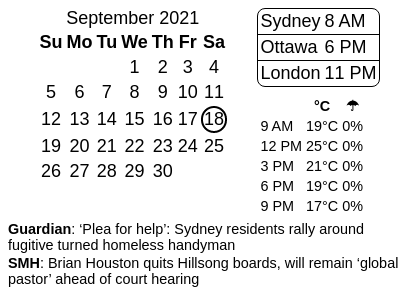 September 2021
Su Mo Tu We Th Fr Sa
1 2 3 4
5 6 7 8 9 10 11
12 13 14 15 16 17 18
19 20 21 22 23 24 25
26 27 28 29 30
Sydney 8 AM
Ottawa 6 PM
London 11 PM
°C ☂
9 AM 19°C 0%
12 PM 25°C 0%
3 PM 21°C 0%
6 PM 19°C 0%
9 PM 17°C 0%
Guardian: ‘Plea for help’: Sydney residents rally around
fugitive turned homeless handyman
SMH: Brian Houston quits Hillsong boards, will remain ‘global
pastor’ ahead of court hearing